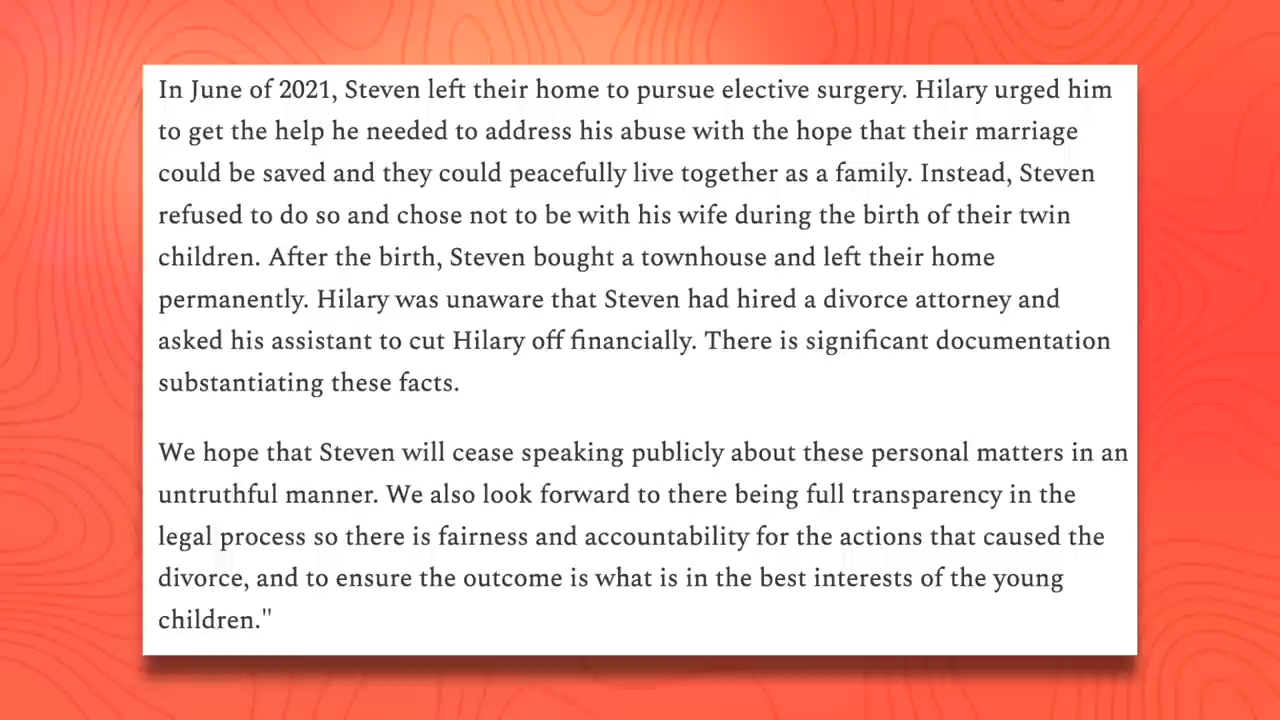 In June of 2021, Steven left their home to pursue elective surgery. Hilary urged him
to get the help he needed to address his abuse with the hope that their marriage
could be saved and they could peacefully live together as a family. Instead, Steven
refused to do so and chose not to be with his wife during the birth of their twin
children. After the birth, Steven bought a townhouse and left their home
permanently. Hilary was unaware that Steven had hired a divorce attorney and
asked his assistant to cut Hilary off financially. There is significant documentation
substantiating these facts.
We hope that Steven will cease speaking publicly about these personal matters in an
untruthful manner. We also look forward to there being full transparency in the
legal process so there is fairness and accountability for the actions that caused the
divorce, and to ensure the outcome is what is in the best interests of the young
children."